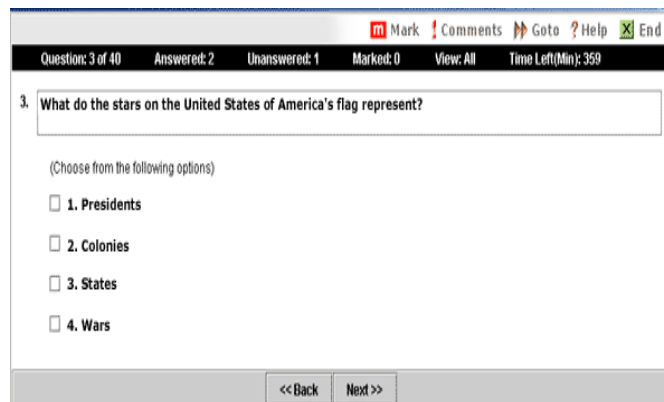 m Mark ! Comments Goto ? Help X End
Question: 3 of 40 Answered: 2 Unanswered: 1 Marked: 0 View: All Time Left(Min): 359
3. What do the stars on the United States of America's flag represent?
(Choose from the following options)
1. Presidents
2. Colonies
3. States
4. Wars
<< Back Next >>